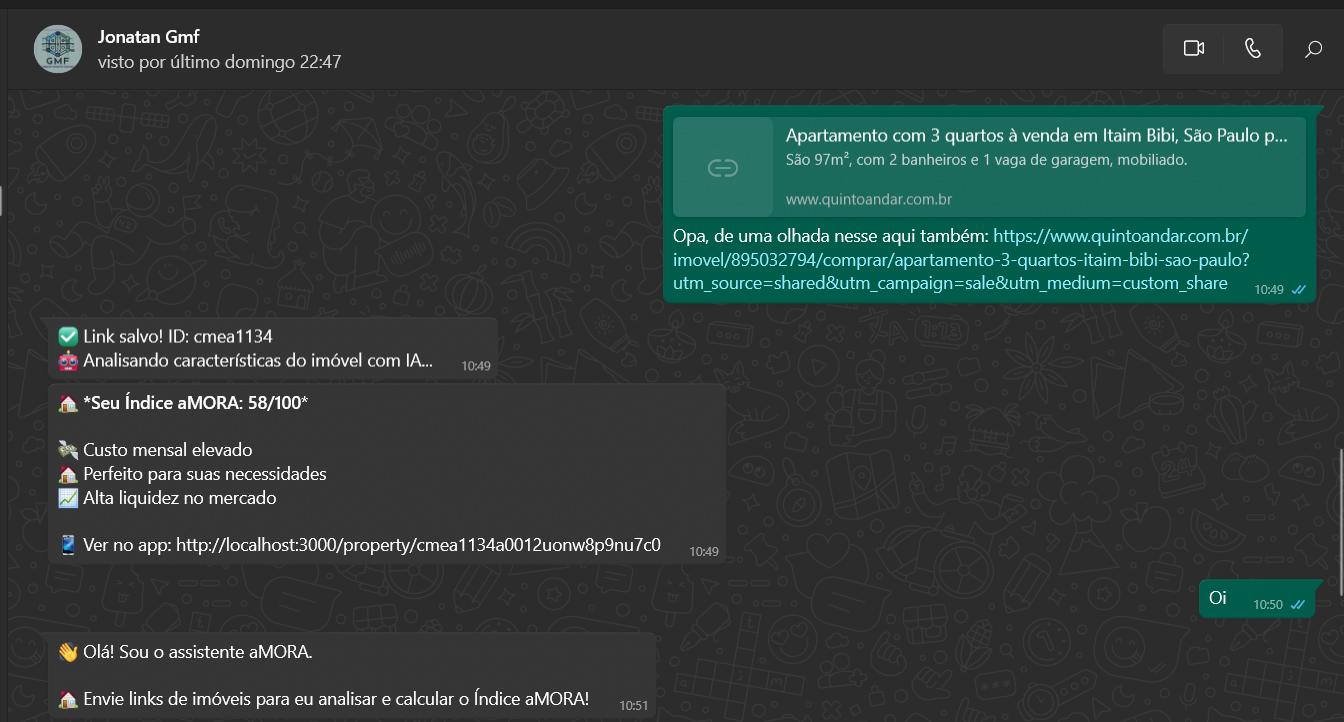 Jonatan Gmf
visto por último domingo 22:47
GMF
Apartamento com 3 quartos à venda em Itaim Bibi, São Paulo p...
São 97m², com 2 banheiros e 1 vaga de garagem, mobiliado.
www.quintoandar.com.br
Opa, de uma olhada nesse aqui também: https://www.quintoandar.com.br/
imovel/895032794/comprar/apartamento-3-quartos-itaim-bibi-sao-paulo?
utm_source=shared&utm_campaign=sale&utm_medium=custom_share
10:49
✅ Link salvo! ID: cmea1134
🤖 Analisando características do imóvel com IA...
10:49
🏠 *Seu Índice aMORA: 58/100*
💸 Custo mensal elevado
🏠 Perfeito para suas necessidades
📈 Alta liquidez no mercado
📱 Ver no app: http://localhost:3000/property/cmea1134a0012uonw8p9nu7c0
10:49
Oi
10:50
👋 Olá! Sou o assistente aMORA.
🏠 Envie links de imóveis para eu analisar e calcular o Índice aMORA!
10:51